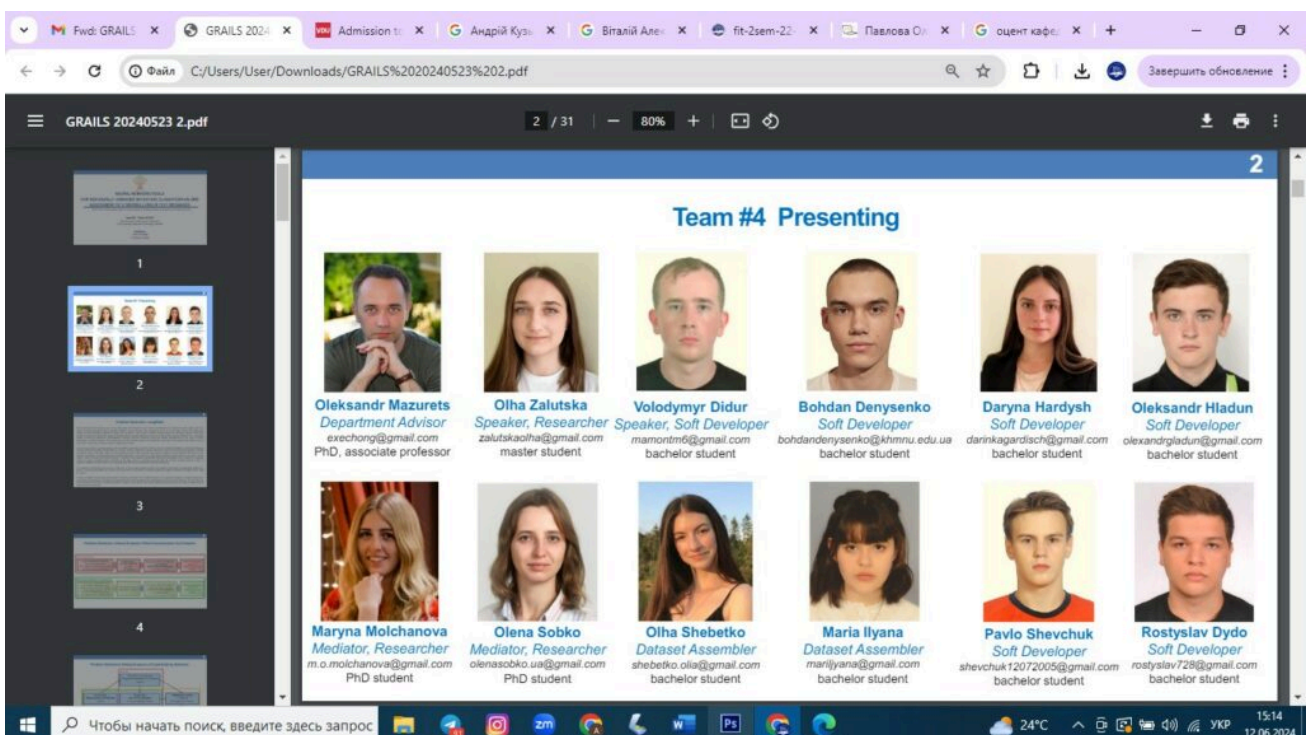 Fwd: GRAILS
GRAILS 2024
VDU Admission to
Андрій Кузь
Віталій Алек
fit-2sem-22-
Павлова Ол
оцент кафе
Файл C:/Users/User/Downloads/GRAILS%2020240523%202.pdf
Завершить обновление
GRAILS 20240523 2.pdf
2 / 31
80%
1
2
3
4
2
Team #4 Presenting
Oleksandr Mazurets
Department Advisor
exechong@gmail.com
PhD, associate professor
Olha Zalutska
Speaker, Researcher
zalutskaolha@gmail.com
master student
Volodymyr Didur
Speaker, Soft Developer
mamontm6@gmail.com
bachelor student
Bohdan Denysenko
Soft Developer
bohdandenysenko@khmnu.edu.ua
bachelor student
Daryna Hardysh
Soft Developer
darinkagardisch@gmail.com
bachelor student
Oleksandr Hladun
Soft Developer
olexandrgladun@gmail.com
bachelor student
Maryna Molchanova
Mediator, Researcher
m.o.molchanova@gmail.com
PhD student
Olena Sobko
Mediator, Researcher
olenasobko.ua@gmail.com
PhD student
Olha Shebetko
Dataset Assembler
shebetko.olia@gmail.com
bachelor student
Maria Ilyana
Dataset Assembler
mariljyana@gmail.com
bachelor student
Pavlo Shevchuk
Soft Developer
shevchuk12072005@gmail.com
bachelor student
Rostyslav Dydo
Soft Developer
rostyslav728@gmail.com
bachelor student
Чтобы начать поиск, введите здесь запрос
zm
W
Ps
24°C
УКР
15:14
12.06.2024